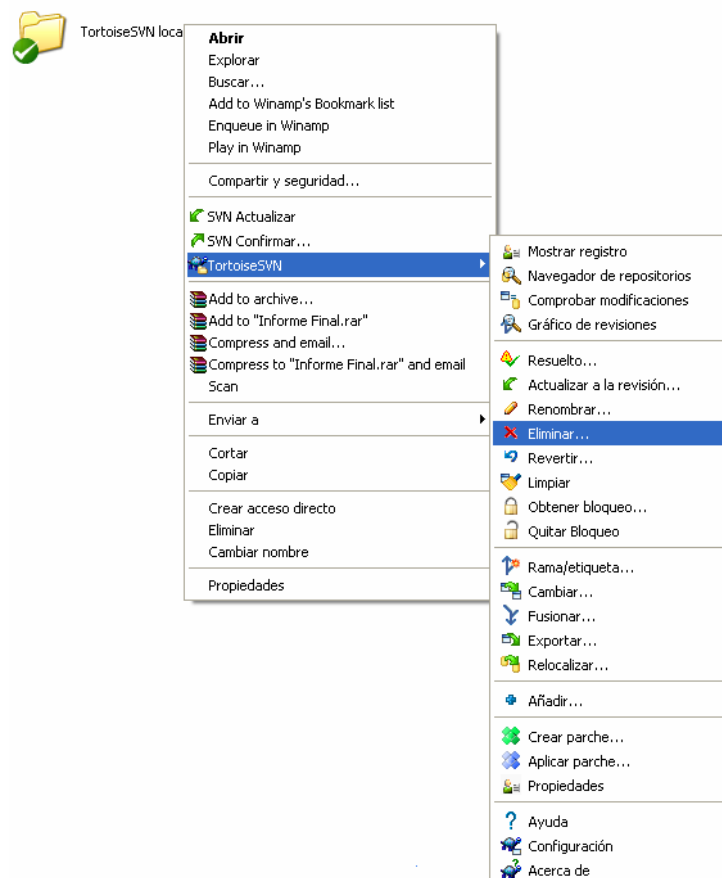 TortoiseSVN loca
Abrir
Explorar
Buscar...
Add to Winamp's Bookmark list
Enqueue in Winamp
Play in Winamp
Compartir y seguridad...
SVN Actualizar
SVN Confirmar...
TortoiseSVN
Add to archive...
Add to "Informe Final.rar"
Compress and email...
Compress to "Informe Final.rar" and email
Scan
Enviar a
Cortar
Copiar
Crear acceso directo
Eliminar
Cambiar nombre
Propiedades
Mostrar registro
Navegador de repositorios
Comprobar modificaciones
Gráfico de revisiones
Resuelto...
Actualizar a la revisión...
Renombrar...
Eliminar...
Revertir...
Limpiar
Obtener bloqueo...
Quitar Bloqueo
Rama/etiqueta...
Cambiar...
Fusionar...
Exportar...
Relocalizar...
Añadir...
Crear parche...
Aplicar parche...
Propiedades
Ayuda
Configuración
Acerca de